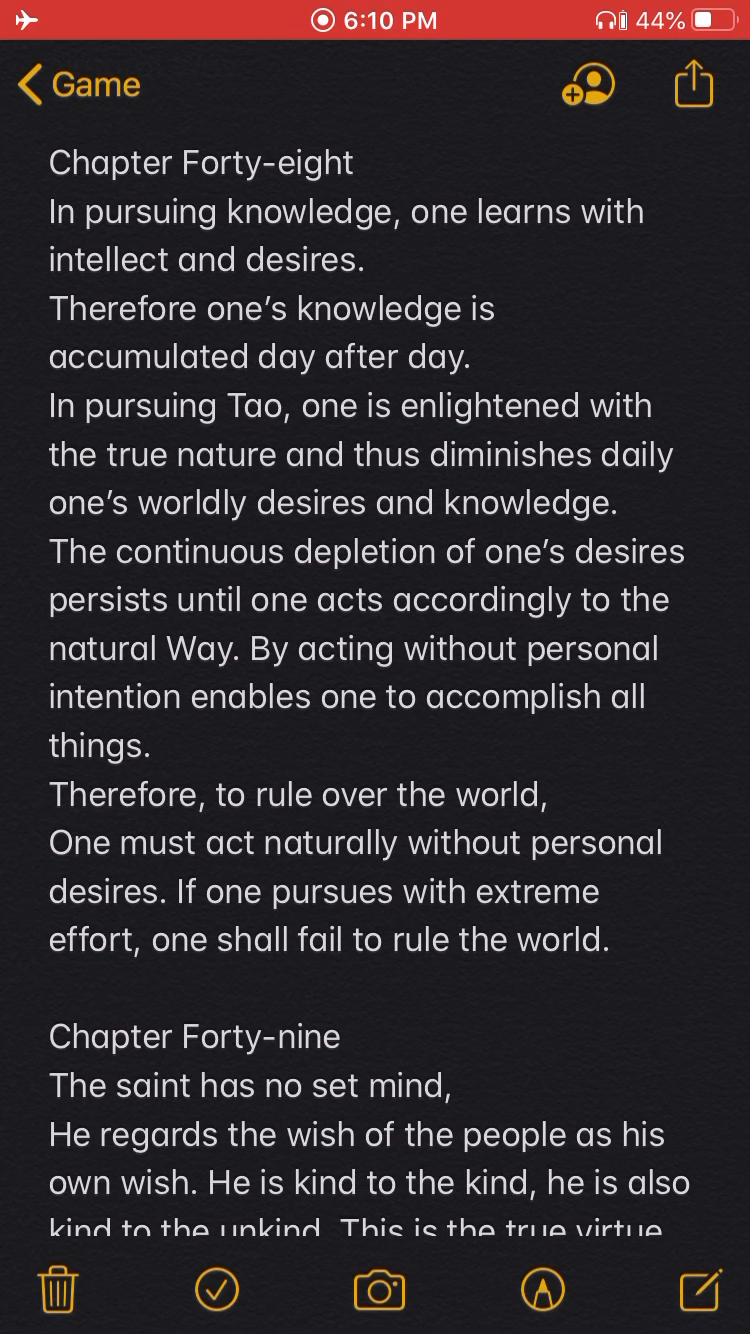 6:10 PM
44%
Game
Chapter Forty-eight
In pursuing knowledge, one learns with
intellect and desires.
Therefore one’s knowledge is
accumulated day after day.
In pursuing Tao, one is enlightened with
the true nature and thus diminishes daily
one’s worldly desires and knowledge.
The continuous depletion of one’s desires
persists until one acts accordingly to the
natural Way. By acting without personal
intention enables one to accomplish all
things.
Therefore, to rule over the world,
One must act naturally without personal
desires. If one pursues with extreme
effort, one shall fail to rule the world.
Chapter Forty-nine
The saint has no set mind,
He regards the wish of the people as his
own wish. He is kind to the kind, he is also
kind to the unkind. This is the true virtue